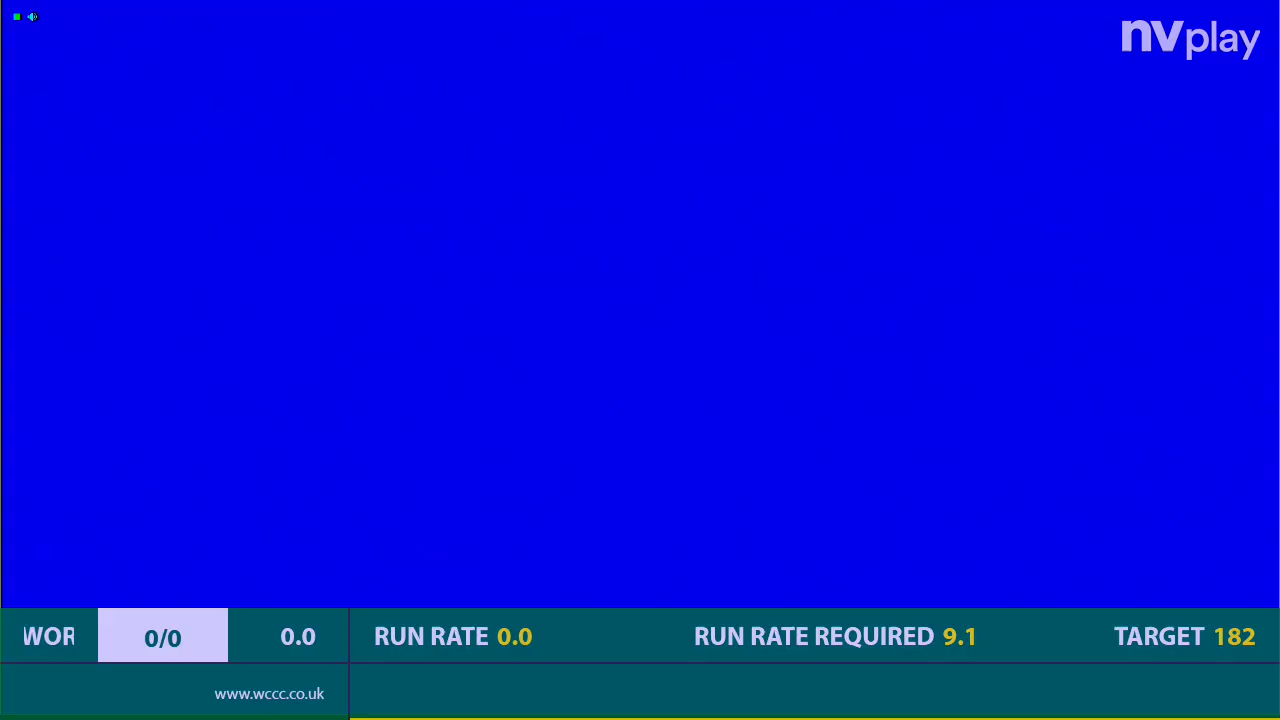 nvplay
WOR 0/0 0.0 RUN RATE 0.0 RUN RATE REQUIRED 9.1 TARGET 182
www.wccc.co.uk